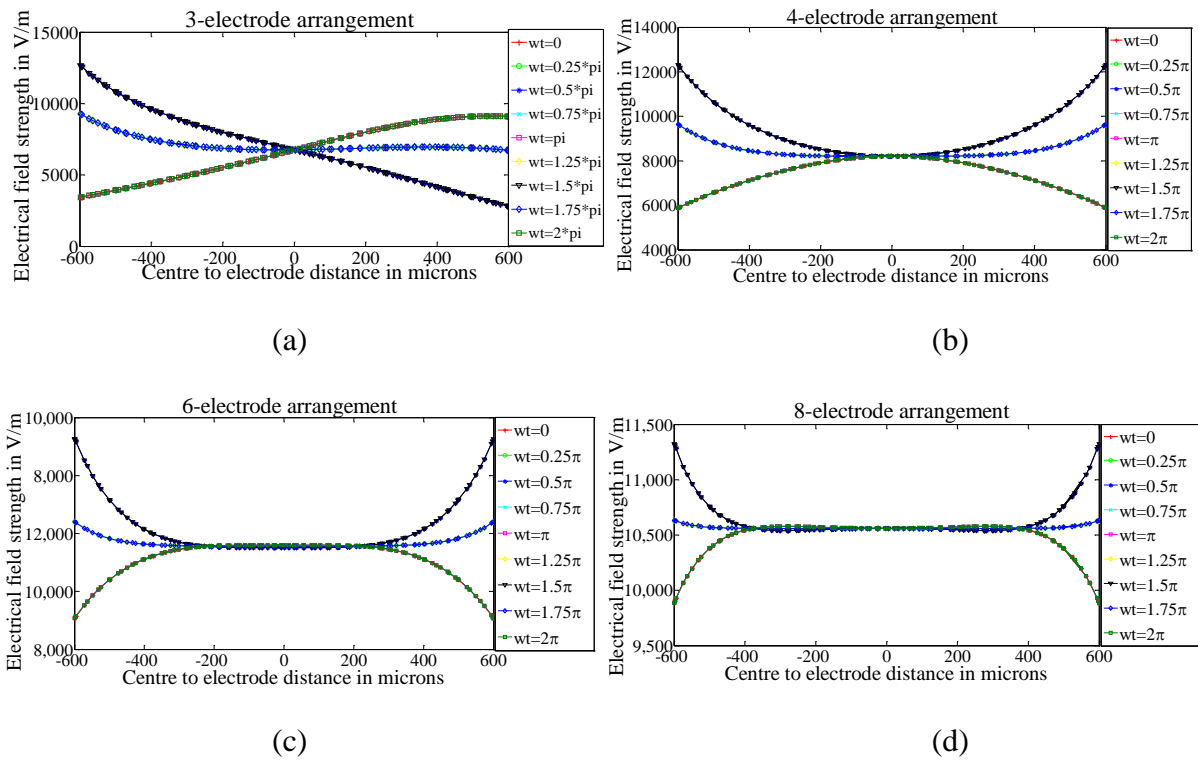 3-electrode arrangement
Electrical field strength in V/m
15000
10000
5000
0
-600
-400
-200
0
200
400
600
Centre to electrode distance in microns
wt=0
wt=0.25*pi
wt=0.5*pi
wt=0.75*pi
wt=pi
wt=1.25*pi
wt=1.5*pi
wt=1.75*pi
wt=2*pi
(a)
4-electrode arrangement
Electrical field strength in V/m
14000
12000
10000
8000
6000
4000
-600
-400
-200
0
200
400
600
Centre to electrode distance in microns
wt=0
wt=0.25π
wt=0.5π
wt=0.75π
wt=π
wt=1.25π
wt=1.5π
wt=1.75π
wt=2π
(b)
6-electrode arrangement
Electrical field strength in V/m
10,000
8,000
12,000
10,000
8,000
-600
-400
-200
0
200
400
600
Centre to electrode distance in microns
wt=0
wt=0.25π
wt=0.5π
wt=0.75π
wt=π
wt=1.25π
wt=1.5π
wt=1.75π
wt=2π
(c)
8-electrode arrangement
Electrical field strength in V/m
11,500
11,000
10,500
10,000
9,500
-600
-400
-200
0
200
400
600
Centre to electrode distance in microns
wt=0
wt=0.25π
wt=0.5π
wt=0.75π
wt=π
wt=1.25π
wt=1.5π
wt=1.75π
wt=2π
(d)